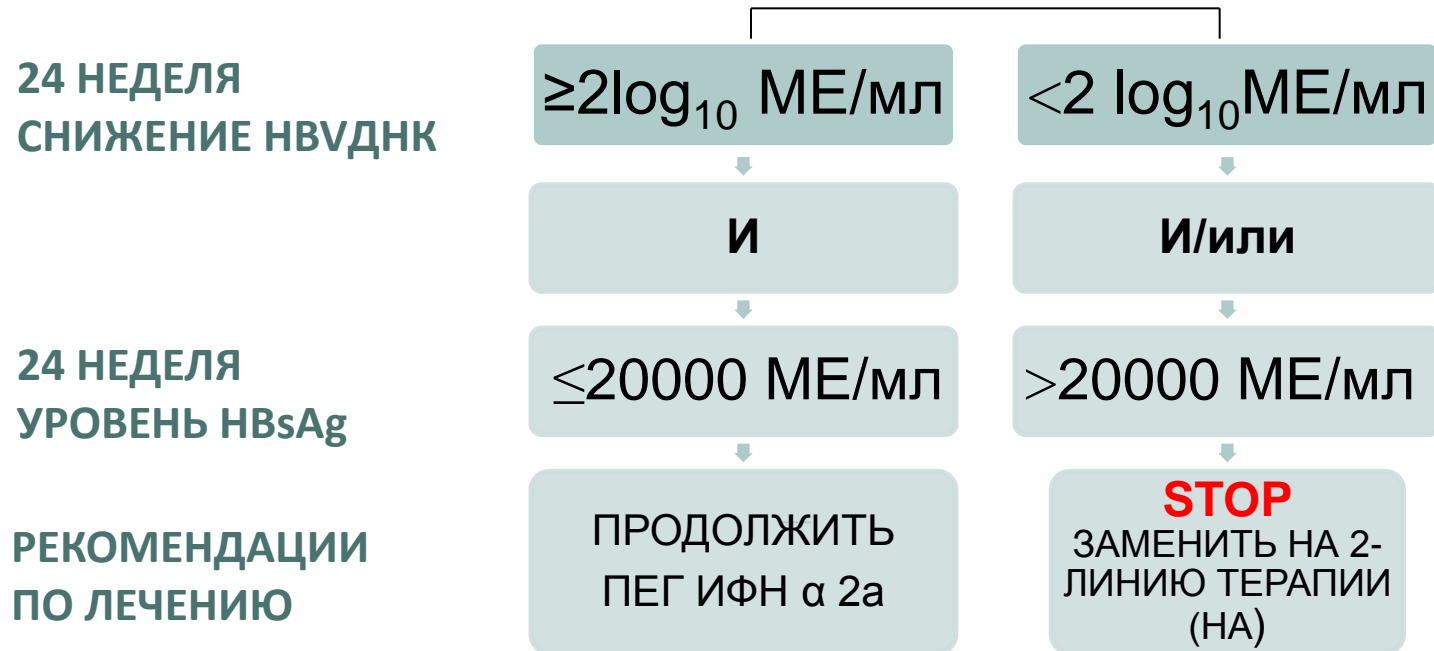 24 НЕДЕЛЯ
СНИЖЕНИЕ HBVДНК
≥2log₁₀ МЕ/мл
<2 log₁₀МЕ/мл
И
И/или
24 НЕДЕЛЯ
УРОВЕНЬ HBsAg
≤20000 МЕ/мл
>20000 МЕ/мл
РЕКОМЕНДАЦИИ
ПО ЛЕЧЕНИЮ
ПРОДОЛЖИТЬ
ПЕГ ИФН α 2а
STOP
ЗАМЕНИТЬ НА 2-
ЛИНИЮ ТЕРАПИИ
(НА)